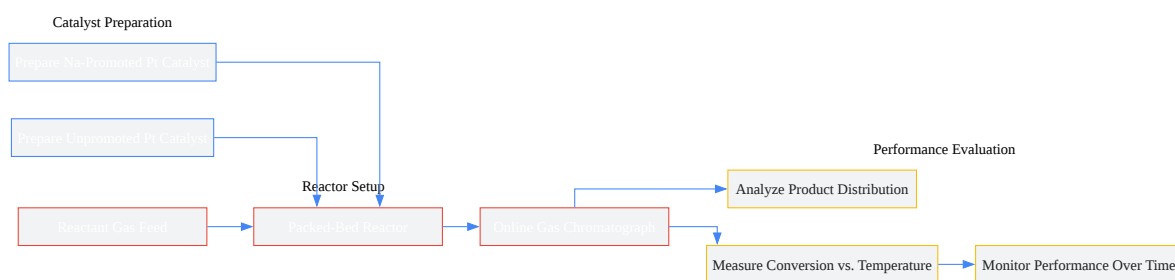 Catalyst Preparation
Prepare Na-Promoted Pt Catalyst
Prepare Unpromoted Pt Catalyst
Performance Evaluation
Analyze Product Distribution
Reactor Setup
Reactant Gas Feed
Packed-Bed Reactor
Online Gas Chromatograph
Measure Conversion vs. Temperature
Monitor Performance Over Time